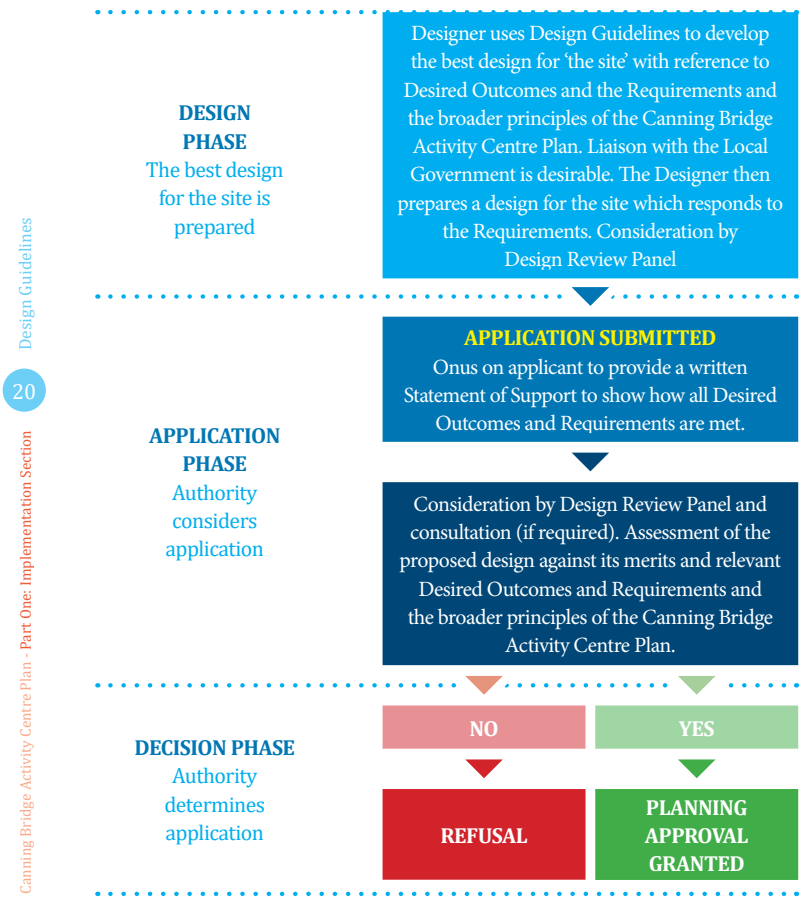 DESIGN
PHASE
The best design
for the site is
prepared
Designer uses Design Guidelines to develop
the best design for ‘the site’ with reference to
Desired Outcomes and the Requirements and
the broader principles of the Canning Bridge
Activity Centre Plan. Liaison with the Local
Government is desirable. The Designer then
prepares a design for the site which responds to
the Requirements. Consideration by
Design Review Panel
APPLICATION
PHASE
Authority
considers
application
APPLICATION SUBMITTED
Onus on applicant to provide a written
Statement of Support to show how all Desired
Outcomes and Requirements are met.
Consideration by Design Review Panel and
consultation (if required). Assessment of the
proposed design against its merits and relevant
Desired Outcomes and Requirements and
the broader principles of the Canning Bridge
Activity Centre Plan.
DECISION PHASE
Authority
determines
application
NO
YES
REFUSAL
PLANNING
APPROVAL
GRANTED
Canning Bridge Activity Centre Plan - Part One: Implementation Section
20
Design Guidelines